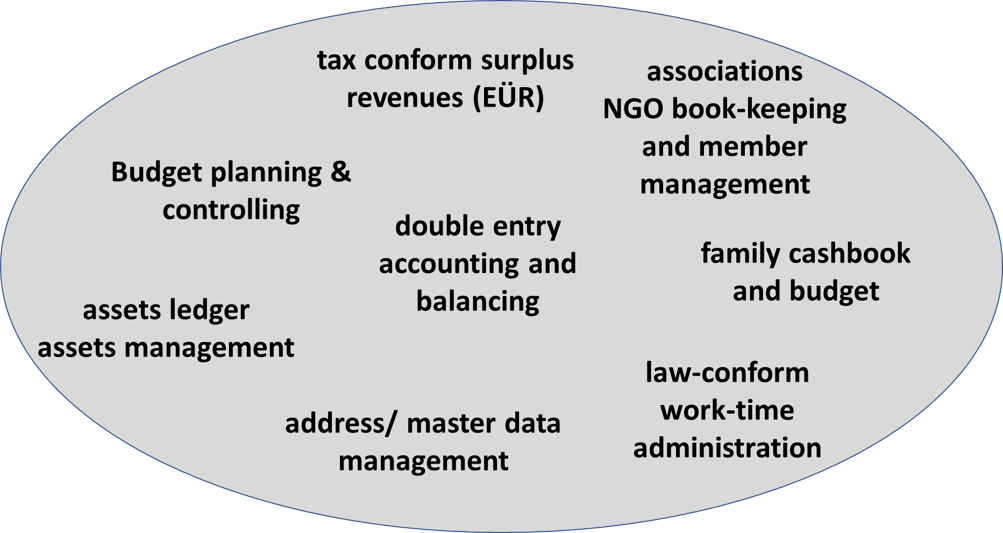 tax conform surplus
revenues (EÜR)
associations
NGO book-keeping
and member
management
Budget planning &
controlling
double entry
accounting and
balancing
family cashbook
and budget
assets ledger
assets management
law-conform
work-time
administration
address/ master data
management